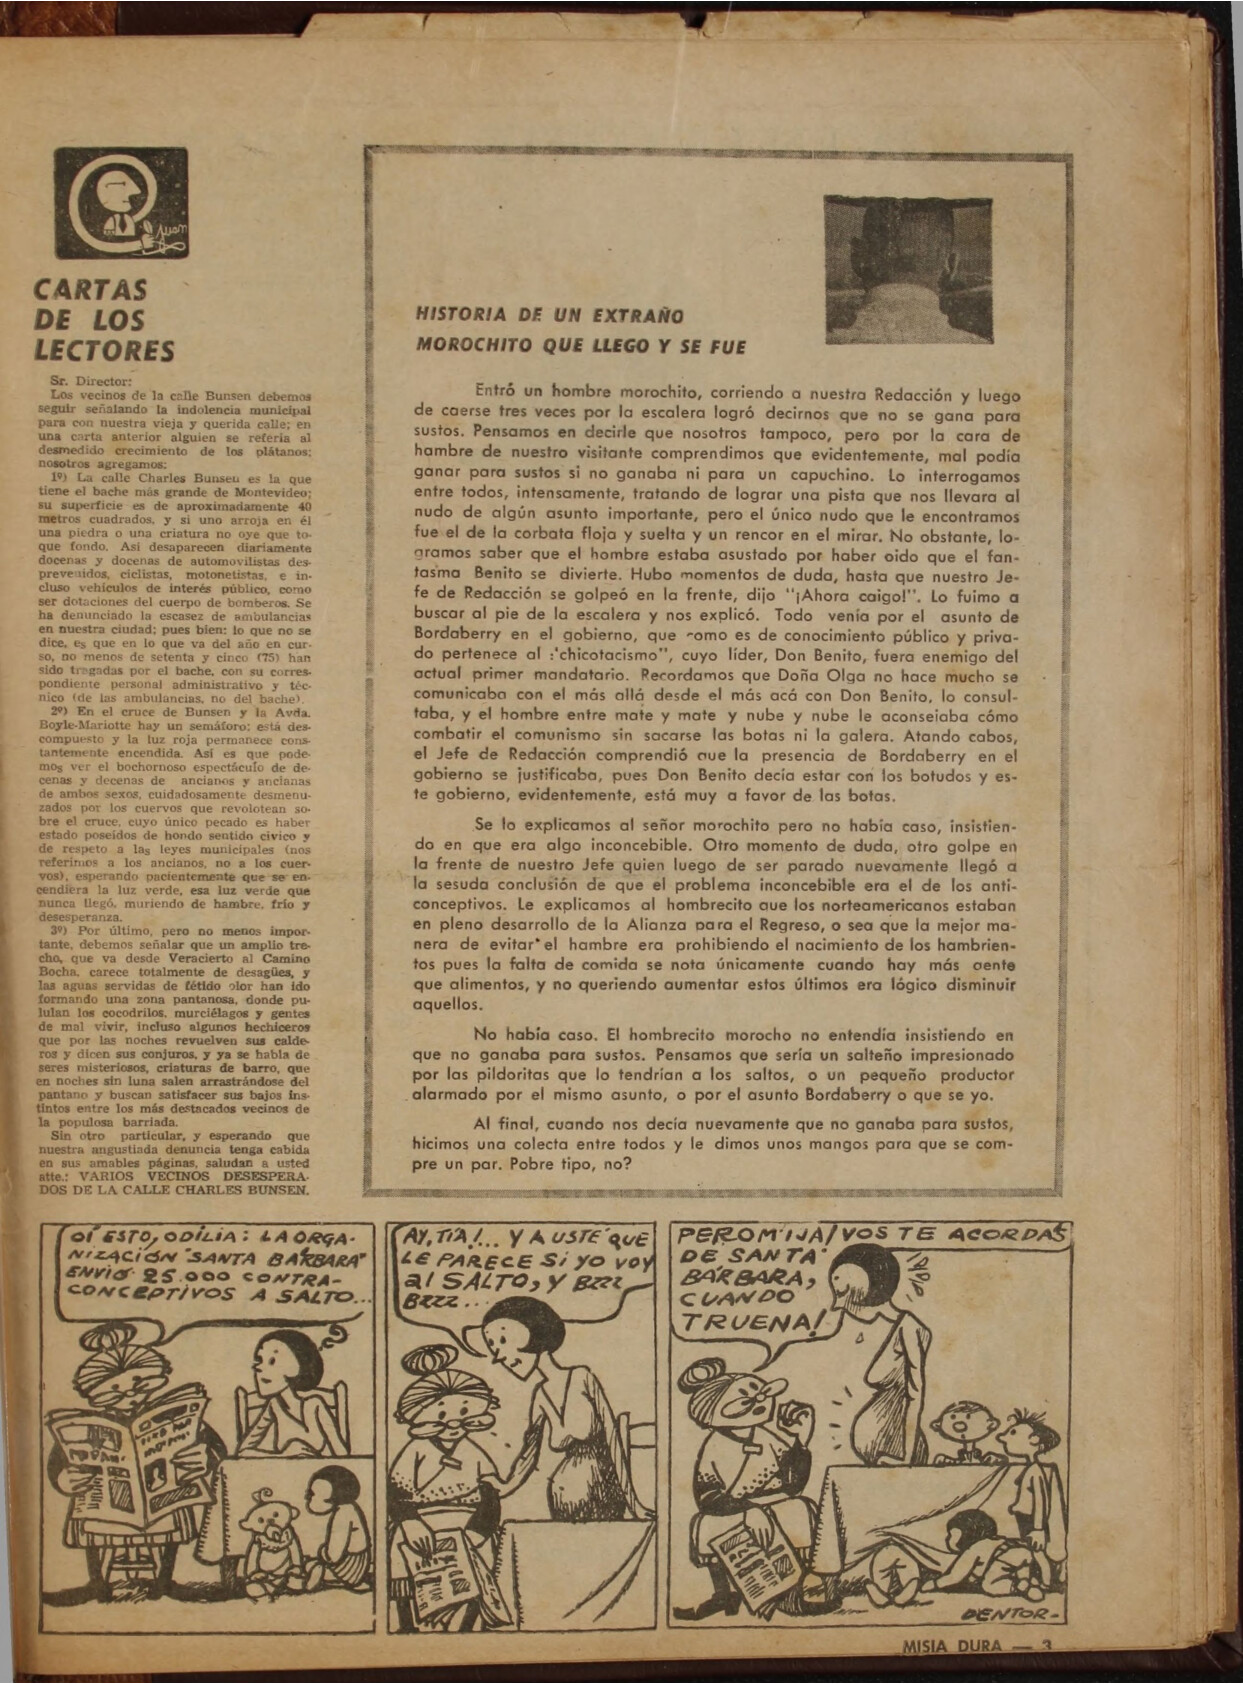 Juan
CARTAS
DE LOS
LECTORES
Sr. Director:
Los vecinos de la calle Bunsen debemos
seguir señalando la indolencia municipal
para con nuestra vieja y querida calle; en
una carta anterior alguien se refería al
desmedido crecimiento de los plátanos;
nosotros agregamos:
1º) La calle Charles Bunsen es la que
tiene el bache más grande de Montevideo;
su superficie es de aproximadamente 40
metros cuadrados, y si uno arroja en él
una piedra o una criatura no oye que to-
que fondo. Así desaparecen diariamente
docenas y docenas de automovilistas des-
prevenidos, ciclistas, motonetistas, e in-
cluso vehículos de interés público, como
ser dotaciones del cuerpo de bomberos. Se
ha denunciado la escasez de ambulancias
en nuestra ciudad; pues bien: lo que no se
dice, es que en lo que va del año en cur-
so, no menos de setenta y cinco (75) han
sido tragadas por el bache, con su corres-
pondiente personal administrativo y téc-
nico (de las ambulancias, no del bache).
2º) En el cruce de Bunsen y la Avda.
Boyle-Mariotte hay un semáforo; está des-
compuesto y la luz roja permanece cons-
tantemente encendida. Así es que pode-
mos ver el bochornoso espectáculo de de-
cenas y decenas de ancianos y ancianas
de ambos sexos, cuidadosamente desmenu-
zados por los cuervos que revolotean so-
bre el cruce, cuyo único pecado es haber
estado poseídos de hondo sentido cívico y
de respeto a las leyes municipales (nos
referimos a los ancianos, no a los cuer-
vos), esperando pacientemente que se en-
cendiera la luz verde, esa luz verde que
nunca llegó, muriendo de hambre, frío y
desesperanza.
3º) Por último, pero no menos impor-
tante, debemos señalar que un amplio tre-
cho, que va desde Veracierto al Camino
Bocha, carece totalmente de desagües, y
las aguas servidas de fétido olor han ido
formando una zona pantanosa, donde pu-
lulan los cocodrilos, murciélagos y gentes
de mal vivir, incluso algunos hechiceros
que por las noches revuelven sus calde-
ros y dicen sus conjuros, y ya se habla de
seres misteriosos, criaturas de barro, que
en noches sin luna salen arrastrándose del
pantano y buscan satisfacer sus bajos ins-
tintos entre los más destacados vecinos de
la populosa barriada.
Sin otro particular, y esperando que
nuestra angustiada denuncia tenga cabida
en sus amables páginas, saludan a usted
atte.: VARIOS VECINOS DESESPERA-
DOS DE LA CALLE CHARLES BUNSEN.
HISTORIA DE UN EXTRAÑO
MOROCHITO QUE LLEGO Y SE FUE
Entró un hombre morochito, corriendo a nuestra Redacción y luego
de caerse tres veces por la escalera logró decirnos que no se gana para
sustos. Pensamos en decirle que nosotros tampoco, pero por la cara de
hambre de nuestro visitante comprendimos que evidentemente, mal podía
ganar para sustos si no ganaba ni para un capuchino. Lo interrogamos
entre todos, intensamente, tratando de lograr una pista que nos llevara al
nudo de algún asunto importante, pero el único nudo que le encontramos
fue el de la corbata floja y suelta y un rencor en el mirar. No obstante, lo-
gramos saber que el hombre estaba asustado por haber oído que el fan-
tasma Benito se divierte. Hubo momentos de duda, hasta que nuestro Je-
fe de Redacción se golpeó en la frente, dijo "¡Ahora caigo!". Lo fuimo a
buscar al pie de la escalera y nos explicó. Todo venía por el asunto de
Bordaberry en el gobierno, que como es de conocimiento público y priva-
do pertenece al :'chicotacismo", cuyo líder, Don Benito, fuera enemigo del
actual primer mandatario. Recordamos que Doña Olga no hace mucho se
comunicaba con el más allá desde el más acá con Don Benito, lo consul-
taba, y el hombre entre mate y mate y nube y nube le aconsejaba cómo
combatir el comunismo sin sacarse las botas ni la galera. Atando cabos,
el Jefe de Redacción comprendió que la presencia de Bordaberry en el
gobierno se justificaba, pues Don Benito decía estar con los botudos y es-
te gobierno, evidentemente, está muy a favor de las botas.
Se lo explicamos al señor morochito pero no había caso, insistien-
do en que era algo inconcebible. Otro momento de duda, otro golpe en
la frente de nuestro Jefe quien luego de ser parado nuevamente llegó a
la sesuda conclusión de que el problema inconcebible era el de los anti-
conceptivos. Le explicamos al hombrecito que los norteamericanos estaban
en pleno desarrollo de la Alianza para el Regreso, o sea que la mejor ma-
nera de evitar el hambre era prohibiendo el nacimiento de los hambrien-
tos pues la falta de comida se nota únicamente cuando hay más gente
que alimentos, y no queriendo aumentar estos últimos era lógico disminuir
aquellos.
No había caso. El hombrecito morocho no entendía insistiendo en
que no ganaba para sustos. Pensamos que sería un salteño impresionado
por las pildoritas que lo tendrían a los saltos, o un pequeño productor
alarmado por el mismo asunto, o por el asunto Bordaberry o que se yo.
Al final, cuando nos decía nuevamente que no ganaba para sustos,
hicimos una colecta entre todos y le dimos unos mangos para que se com-
pre un par. Pobre tipo, no?
OÍ ESTO, ODILIA: LA ORGA-
NIZACIÓN "SANTA BÁRBARA"
ENVIÓ 25.000 CONTRA-
CONCEPTIVOS A SALTO...
AY, TÍA!... Y A USTÉ QUE
LE PARECE SI YO VOY
al SALTO, Y BZZZ
BZZZ...
PERO M'IJA! VOS TE ACORDÁS
DE SANTA
BÁRBARA,
CUANDO
TRUENA!
DENTOR-
MISIA DURA — 3